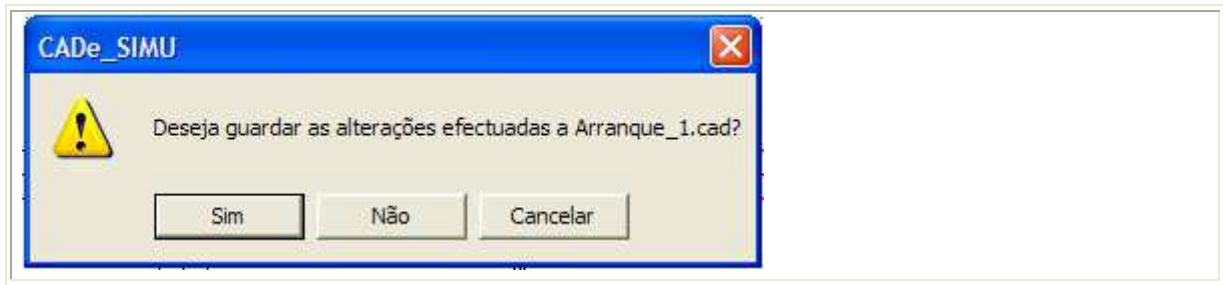 CADe_SIMU
Deseja guardar as alterações efectuadas a Arranque_1.cad?
Sim Não Cancelar